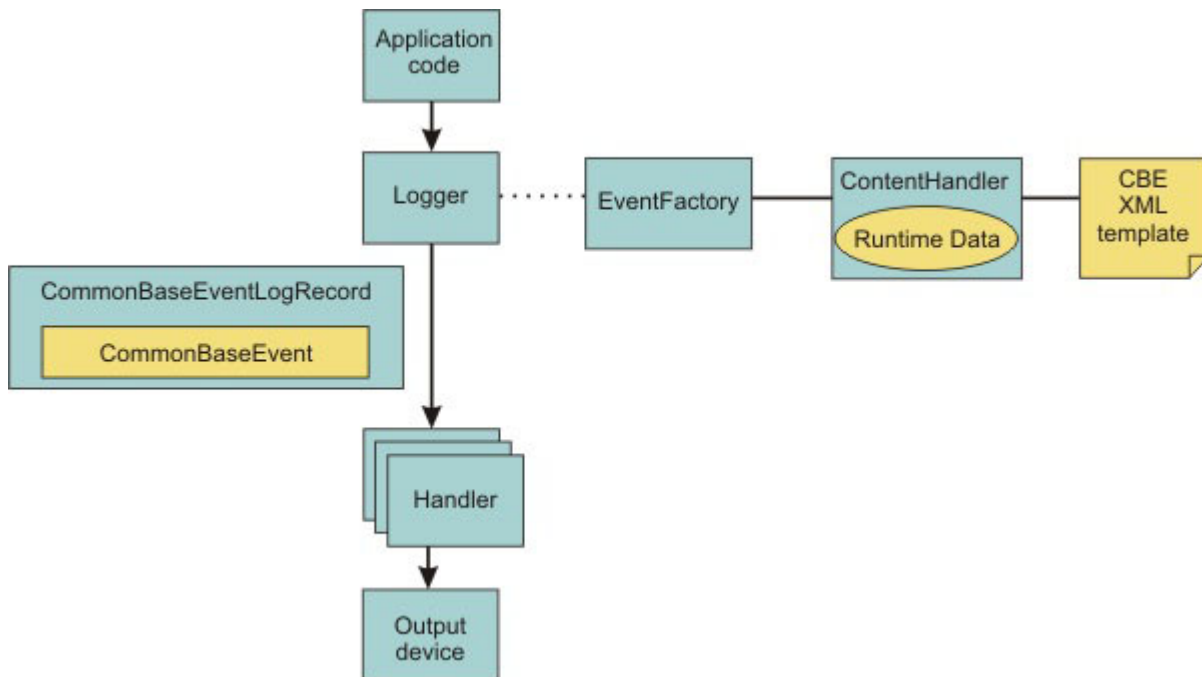 Application
code
Logger
EventFactory
ContentHandler
Runtime Data
CBE
XML
template
CommonBaseEventLogRecord
CommonBaseEvent
Handler
Output
device